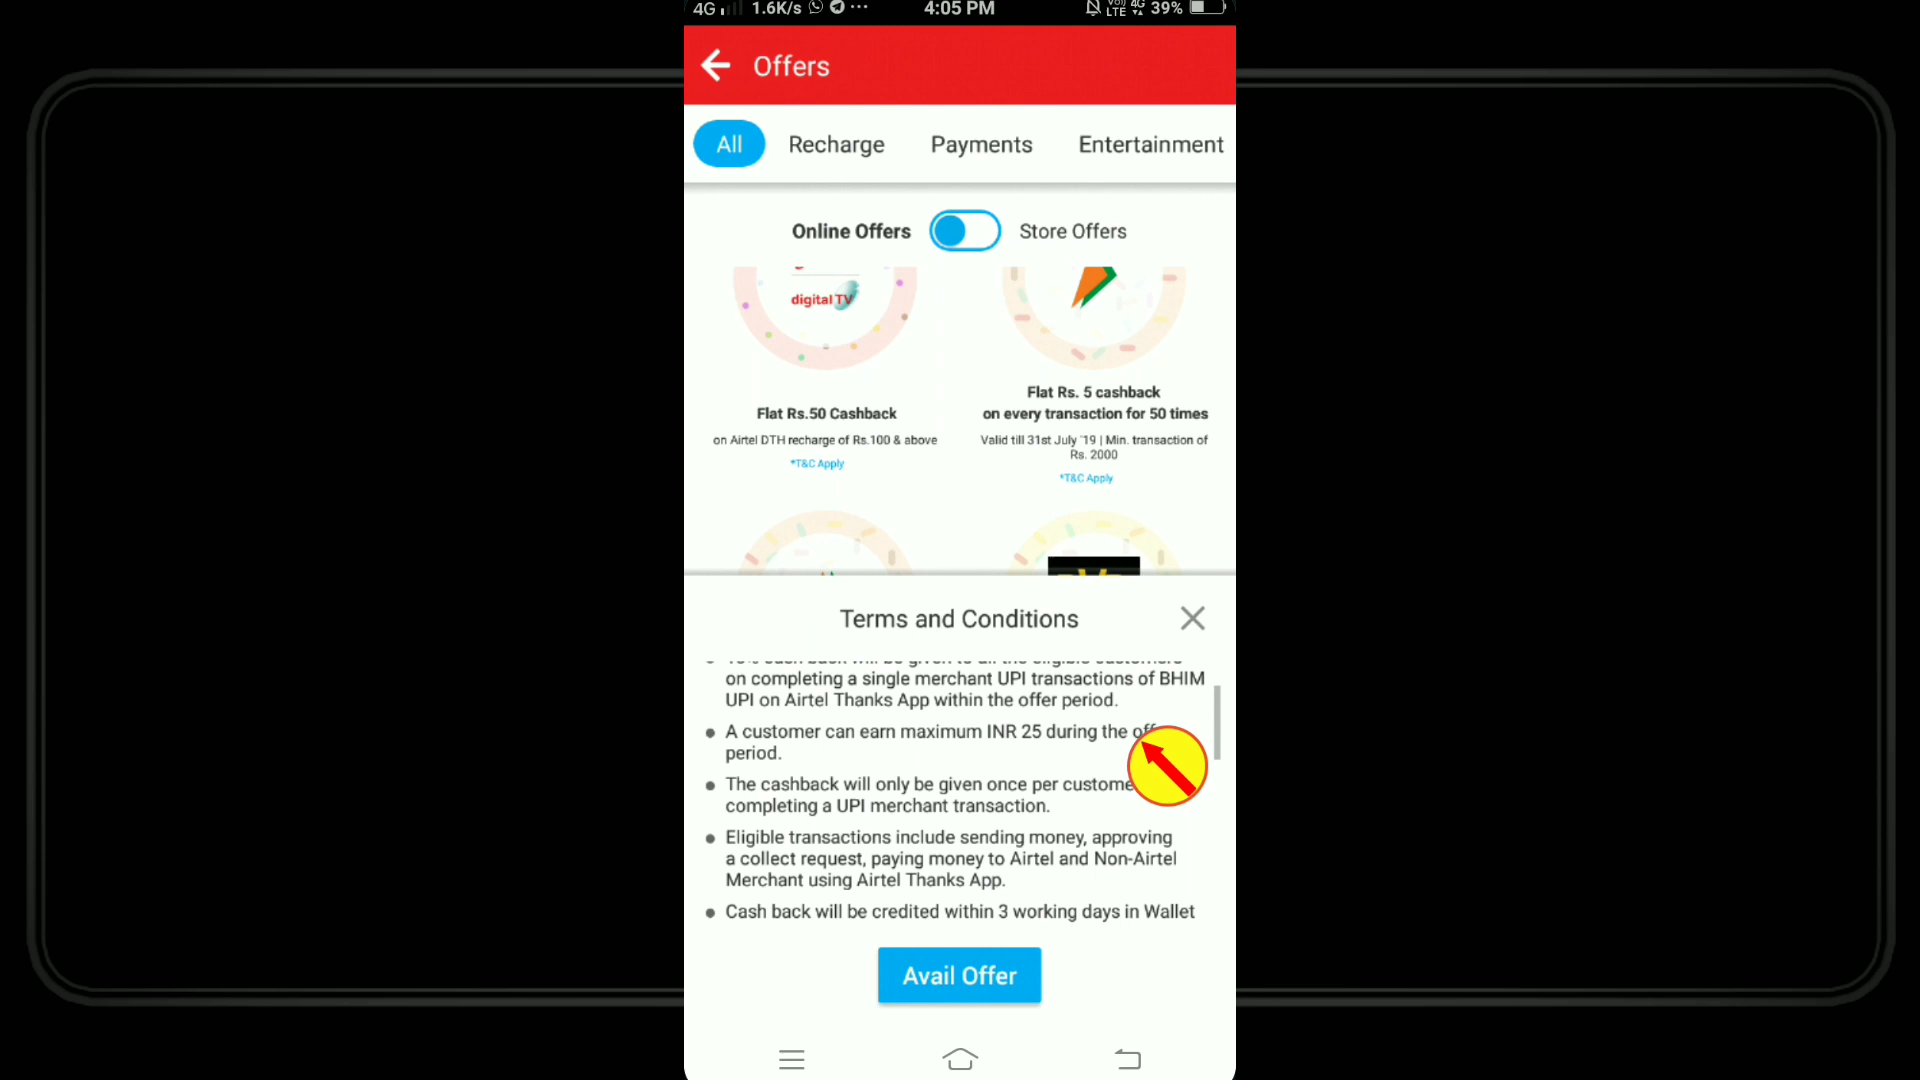 4G 1.6K/s ··· 4:05 PM VoD LTE 4G 39%
Offers
All Recharge Payments Entertainment
Online Offers Store Offers
digital TV
Flat Rs.50 Cashback
on Airtel DTH recharge of Rs.100 & above
*T&C Apply
Flat Rs. 5 cashback
on every transaction for 50 times
Valid till 31st July '19 | Min. transaction of
Rs. 2000
*T&C Apply
Terms and Conditions
on completing a single merchant UPI transactions of BHIM
UPI on Airtel Thanks App within the offer period.
A customer can earn maximum INR 25 during the
period.
The cashback will only be given once per
completing a UPI merchant transaction.
Eligible transactions include sending money, approving
a collect request, paying money to Airtel and Non-Airtel
Merchant using Airtel Thanks App.
Cash back will be credited within 3 working days in Wallet
Avail Offer